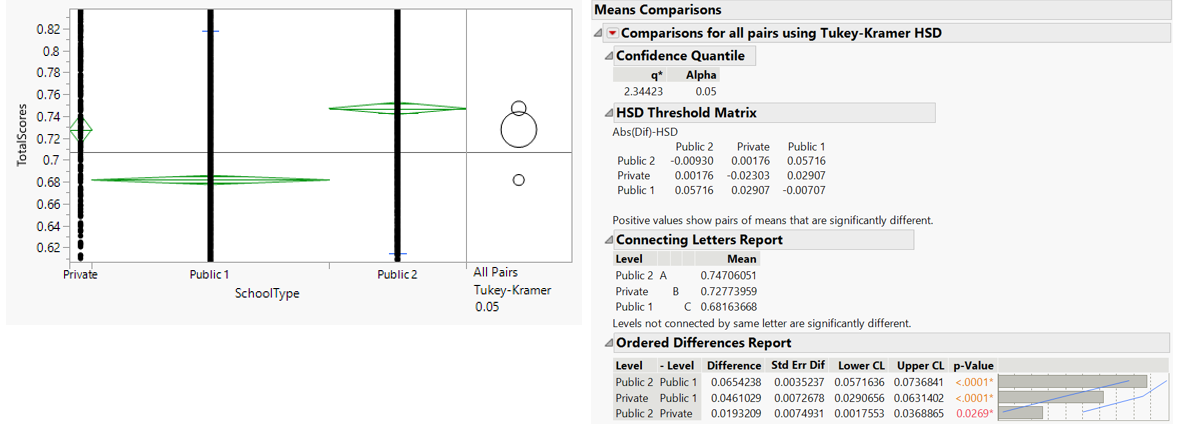 0.82
0.8
0.78
0.76
0.74
0.72
0.7
0.68
0.66
0.64
0.62
TotalScores
Private
Public 1
Public 2
SchoolType
All Pairs
Tukey-Kramer
0.05
Means Comparisons
Comparisons for all pairs using Tukey-Kramer HSD
Confidence Quantile
q* Alpha
2.34423 0.05
HSD Threshold Matrix
Abs(Dif)-HSD
Public 2 Private Public 1
Public 2 -0.00930 0.00176 0.05716
Private 0.00176 -0.02303 0.02907
Public 1 0.05716 0.02907 -0.00707
Positive values show pairs of means that are significantly different.
Connecting Letters Report
Level Mean
Public 2 A 0.74706051
Private B 0.72773959
Public 1 C 0.68163668
Levels not connected by same letter are significantly different.
Ordered Differences Report
Level - Level Difference Std Err Dif Lower CL Upper CL p-Value
Public 2 Public 1 0.0654238 0.0035237 0.0571636 0.0736841 <.0001*
Private Public 1 0.0461029 0.0072678 0.0290656 0.0631402 <.0001*
Public 2 Private 0.0193209 0.0074931 0.0017553 0.0368865 0.0269*